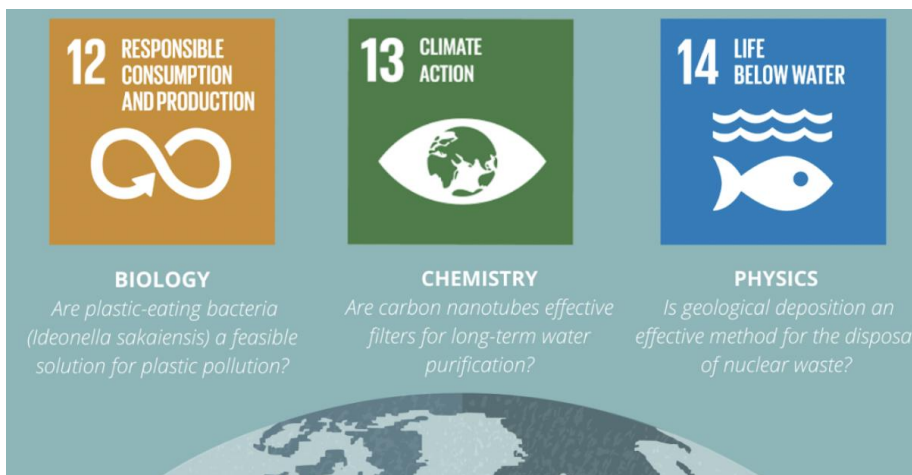 12 RESPONSIBLE
CONSUMPTION
AND PRODUCTION
13 CLIMATE
ACTION
14 LIFE
BELOW WATER
BIOLOGY
Are plastic-eating bacteria
(Ideonella sakaiensis) a feasible
solution for plastic pollution?
CHEMISTRY
Are carbon nanotubes effective
filters for long-term water
purification?
PHYSICS
Is geological deposition an
effective method for the disposa
of nuclear waste?